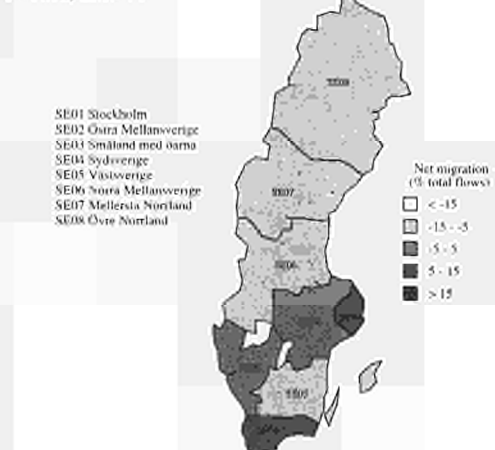 SE01 Stockholm
SE02 Östra Mellansverige
SE03 Småland med öarna
SE04 Sydsverige
SE05 Västsverige
SE06 Norra Mellansverige
SE07 Mellersta Norrland
SE08 Övre Norrland
SE08
SE07
SE06
Net migration
(% total flows)
< -15
-15 - -5
-5 - 5
5 - 15
> 15